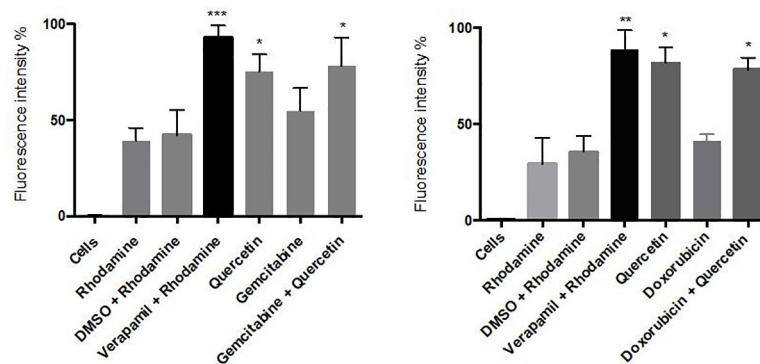 Fluorescence intensity %
100
50
0
***
*
*
Cells
Rhodamine
DMSO + Rhodamine
Verapamil + Rhodamine
Quercetin
Gemcitabine
Gemcitabine + Quercetin
Fluorescence intensity %
100
50
0
**
*
*
Cells
Rhodamine
DMSO + Rhodamine
Verapamil + Rhodamine
Quercetin
Doxorubicin
Doxorubicin + Quercetin